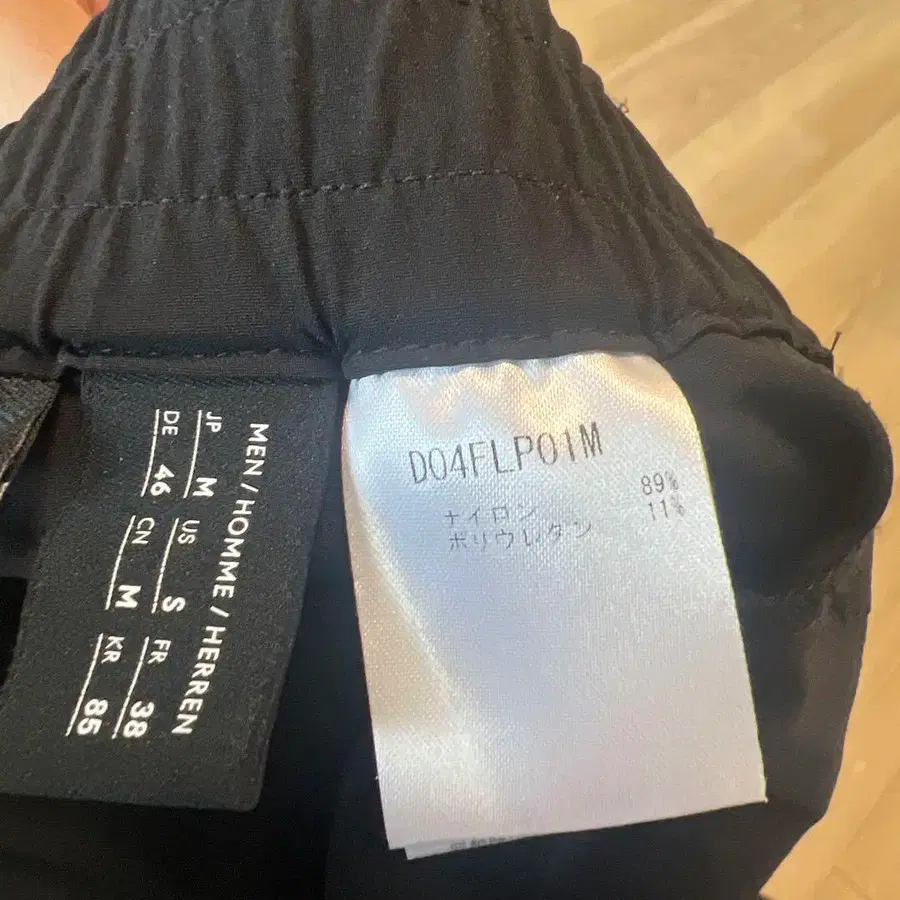 MEN / HOMME / HERREN
JP M US S FR 38
DE 46 CN M KR 85
D04FLP01M
ナイロン 89%
ポリウレタン 11%